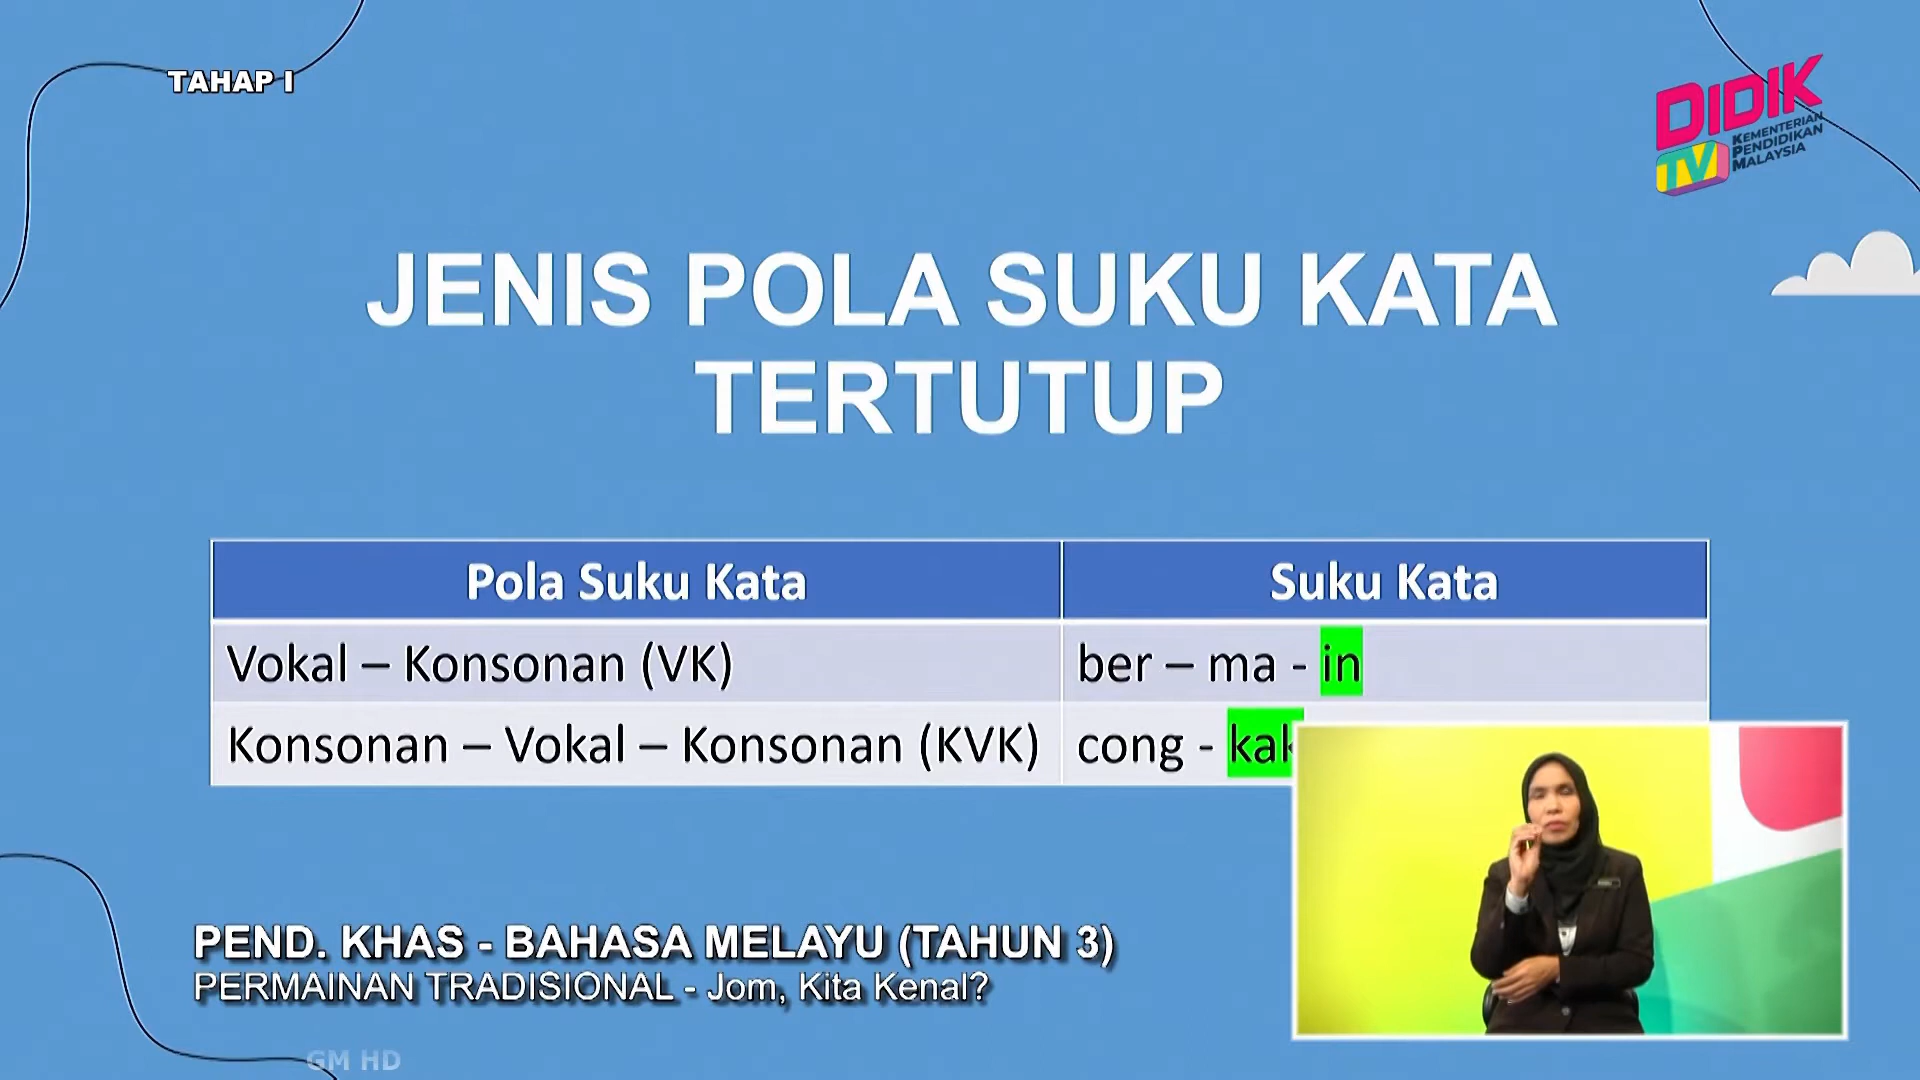 TAHAP I
DIDIK
TV
KEMENTERIAN
PENDIDIKAN
MALAYSIA
JENIS POLA SUKU KATA
TERTUTUP
Pola Suku Kata
Suku Kata
Vokal – Konsonan (VK)
ber – ma - in
Konsonan – Vokal – Konsonan (KVK)
cong - kak
PEND. KHAS - BAHASA MELAYU (TAHUN 3)
PERMAINAN TRADISIONAL - Jom, Kita Kenal?
GM HD